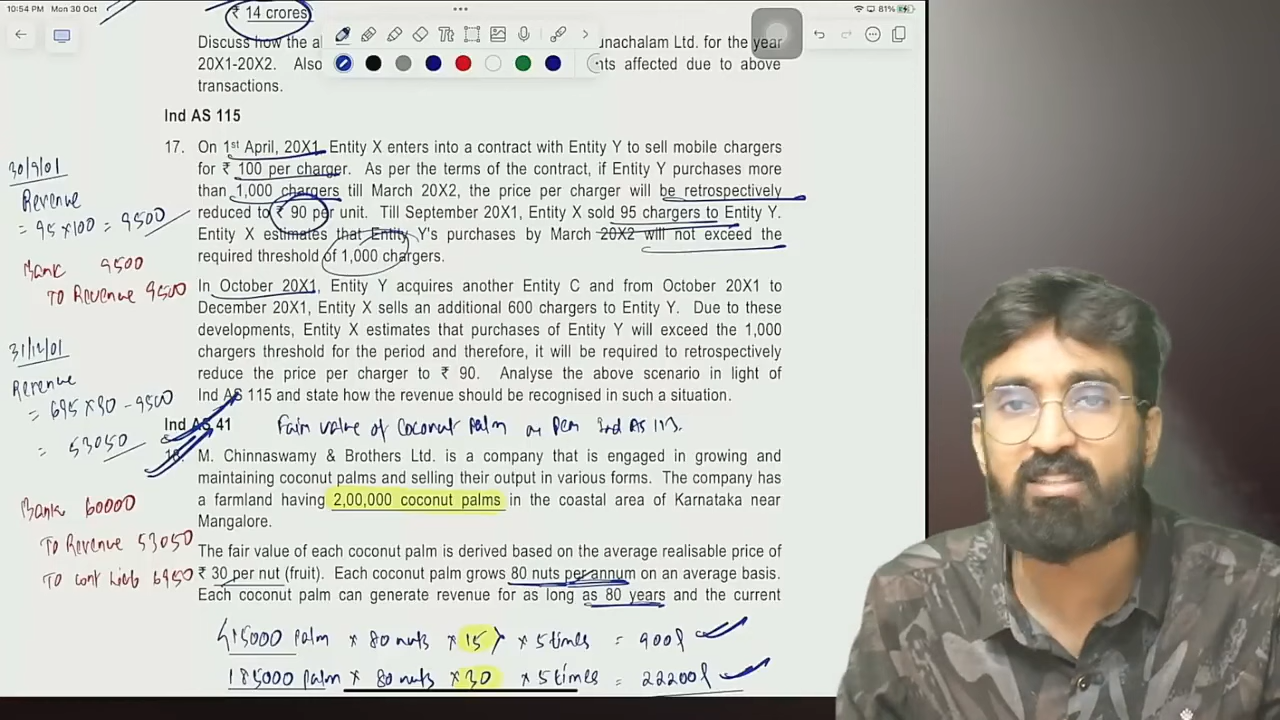 10:54 PM Mon 30 Oct
81%
₹ 14 crores
Discuss how the a
unachalam Ltd. for the year
20X1-20X2. Also
nts affected due to above
transactions.
Ind AS 115
17. On 1st April, 20X1, Entity X enters into a contract with Entity Y to sell mobile chargers
for ₹ 100 per charger. As per the terms of the contract, if Entity Y purchases more
than 1,000 chargers till March 20X2, the price per charger will be retrospectively
reduced to ₹ 90 per unit. Till September 20X1, Entity X sold 95 chargers to Entity Y.
Entity X estimates that Entity Y's purchases by March 20X2 will not exceed the
required threshold of 1,000 chargers.
30/9/01
Revenue
= 95×100 = 9500
Bank 9500
To Revenue 9500
In October 20X1, Entity Y acquires another Entity C and from October 20X1 to
December 20X1, Entity X sells an additional 600 chargers to Entity Y. Due to these
developments, Entity X estimates that purchases of Entity Y will exceed the 1,000
chargers threshold for the period and therefore, it will be required to retrospectively
reduce the price per charger to ₹ 90. Analyse the above scenario in light of
Ind AS 115 and state how the revenue should be recognised in such a situation.
31/12/01
Revenue
= 695×90 - 9500
= 53050
Bank 60000
To Revenue 53050
To Cont Liab 6950
Ind AS 41
Fair value of Coconut Palm as Per Ind AS 113.
18. M. Chinnaswamy & Brothers Ltd. is a company that is engaged in growing and
maintaining coconut palms and selling their output in various forms. The company has
a farmland having 2,00,000 coconut palms in the coastal area of Karnataka near
Mangalore.
The fair value of each coconut palm is derived based on the average realisable price of
₹ 30 per nut (fruit). Each coconut palm grows 80 nuts per annum on an average basis.
Each coconut palm can generate revenue for as long as 80 years and the current
15000 palm × 80 nuts × 15 × 5 times = 900l
185000 palm × 80 nuts × 30 × 5 times = 22200l